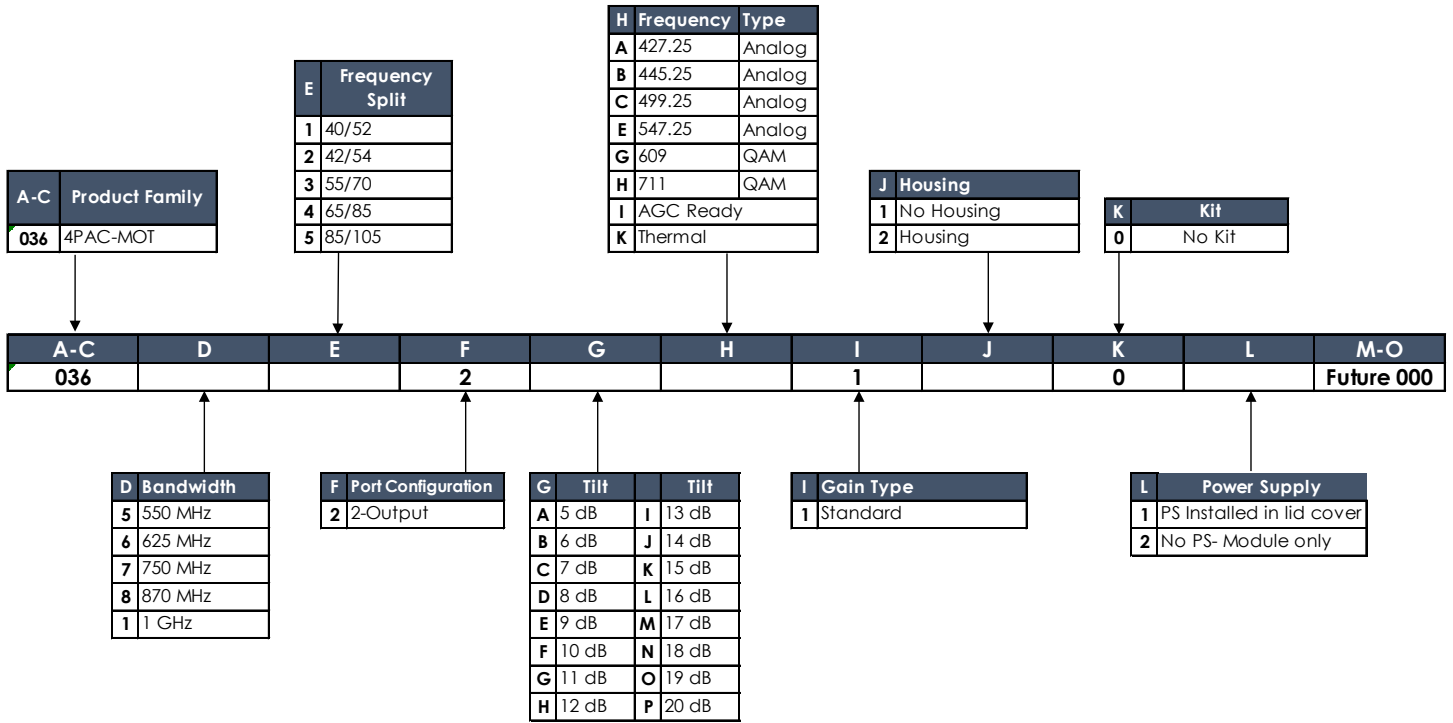 H Frequency Type
A 427.25 Analog
B 445.25 Analog
C 499.25 Analog
E 547.25 Analog
G 609 QAM
H 711 QAM
I AGC Ready
K Thermal
E Frequency Split
1 40/52
2 42/54
3 55/70
4 65/85
5 85/105
A-C Product Family
036 4PAC-MOT
J Housing
1 No Housing
2 Housing
K Kit
0 No Kit
A-C D E F G H I J K L M-O
036 2 1 0 Future 000
D Bandwidth
5 550 MHz
6 625 MHz
7 750 MHz
8 870 MHz
1 1 GHz
F Port Configuration
2 2-Output
G Tilt Tilt
A 5 dB I 13 dB
B 6 dB J 14 dB
C 7 dB K 15 dB
D 8 dB L 16 dB
E 9 dB M 17 dB
F 10 dB N 18 dB
G 11 dB O 19 dB
H 12 dB P 20 dB
I Gain Type
1 Standard
L Power Supply
1 PS Installed in lid cover
2 No PS- Module only